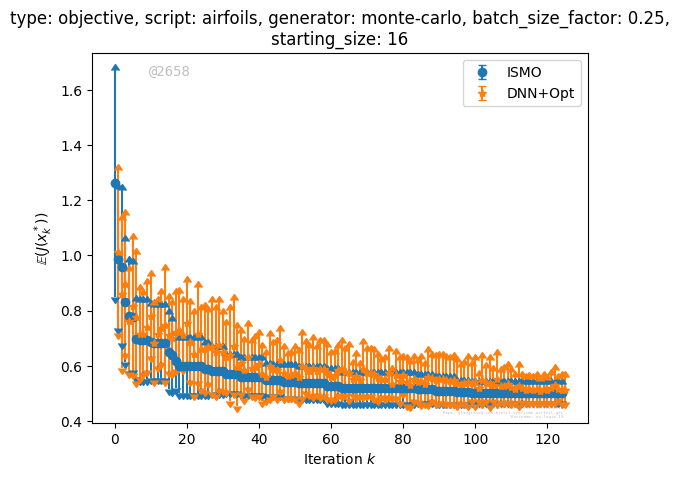 type: objective, script: airfoils, generator: monte-carlo, batch_size_factor: 0.25,
starting_size: 16
@2658
ISMO
DNN+Opt
𝔼(J(x_k^*))
1.6
1.4
1.2
1.0
0.8
0.6
0.4
0 20 40 60 80 100 120
Iteration k